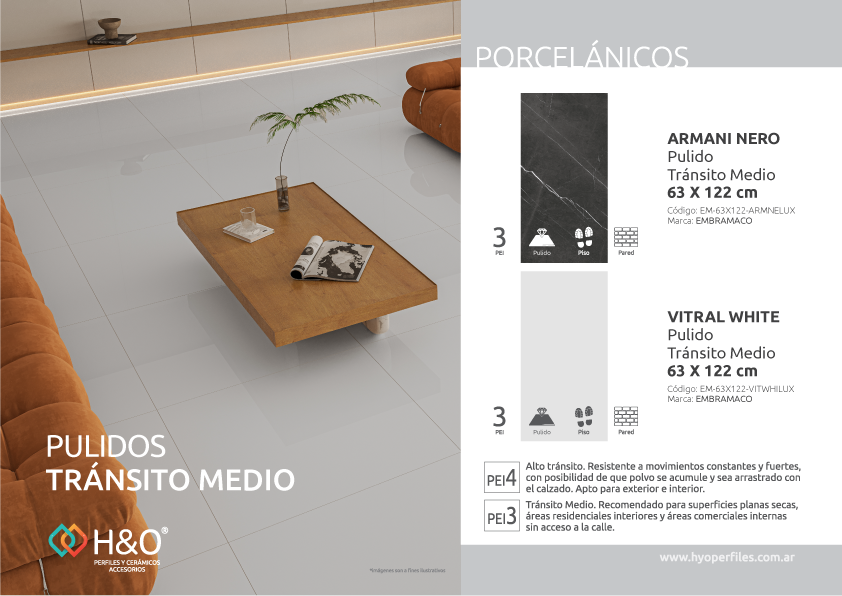 PULIDOS
TRÁNSITO MEDIO
H&O®
PERFILES Y CERÁMICOS
ACCESORIOS
*Imágenes son a fines ilustrativos
PORCELÁNICOS
ARMANI NERO
Pulido
Tránsito Medio
63 X 122 cm
Código: EM-63X122-ARMNELUX
Marca: EMBRAMACO
3
PEI
Pulido
Piso
Pared
VITRAL WHITE
Pulido
Tránsito Medio
63 X 122 cm
Código: EM-63X122-VITWHILUX
Marca: EMBRAMACO
3
PEI
Pulido
Piso
Pared
PEI4
Alto tránsito. Resistente a movimientos constantes y fuertes,
con posibilidad de que polvo se acumule y sea arrastrado con
el calzado. Apto para exterior e interior.
PEI3
Tránsito Medio. Recomendado para superficies planas secas,
áreas residenciales interiores y áreas comerciales internas
sin acceso a la calle.
www.hyoperfiles.com.ar